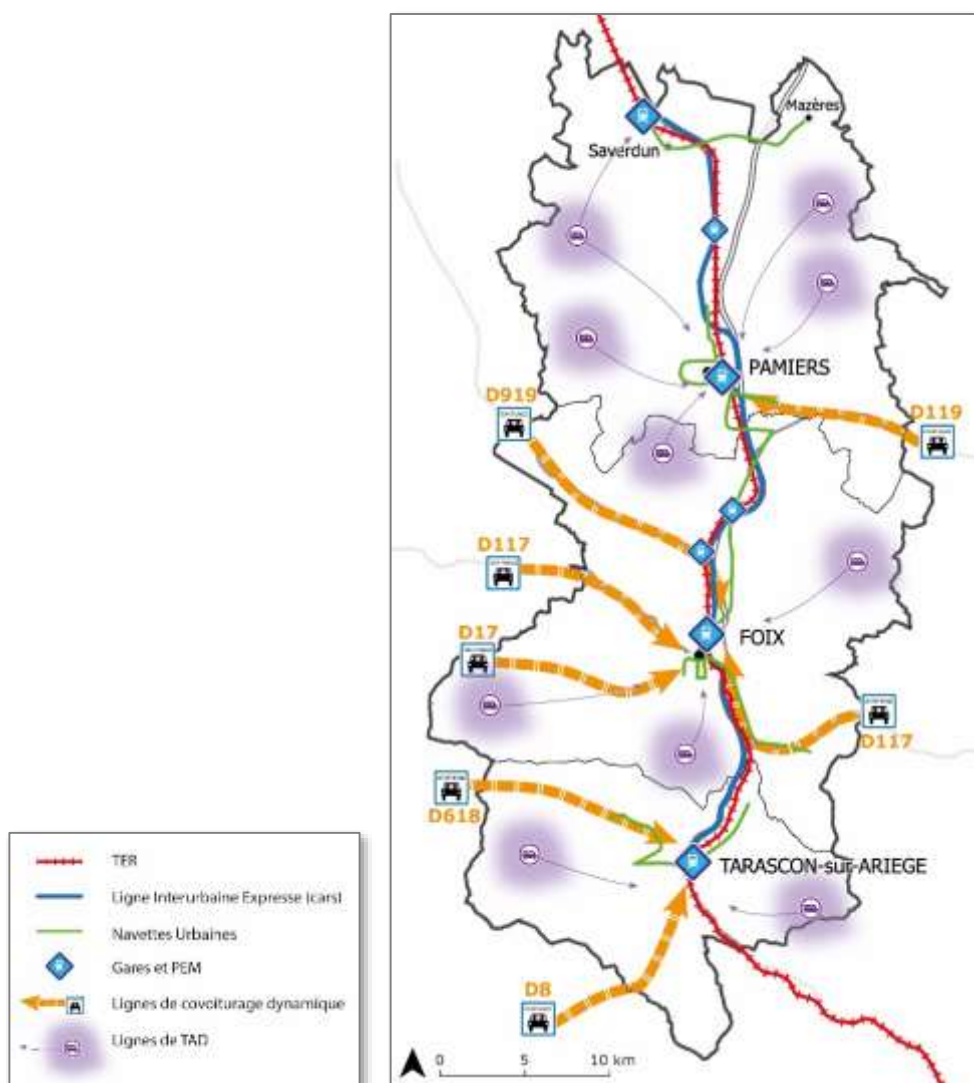 Mazères
Saverdun
PAMIERS
D919
D119
D117
D17
FOIX
D117
D618
TARASCON-sur-ARIEGE
D8
0 5 10 km
TER
Ligne Interurbaine Expresse (cars)
Navettes Urbaines
Gares et PEM
Lignes de covoiturage dynamique
Lignes de TAD